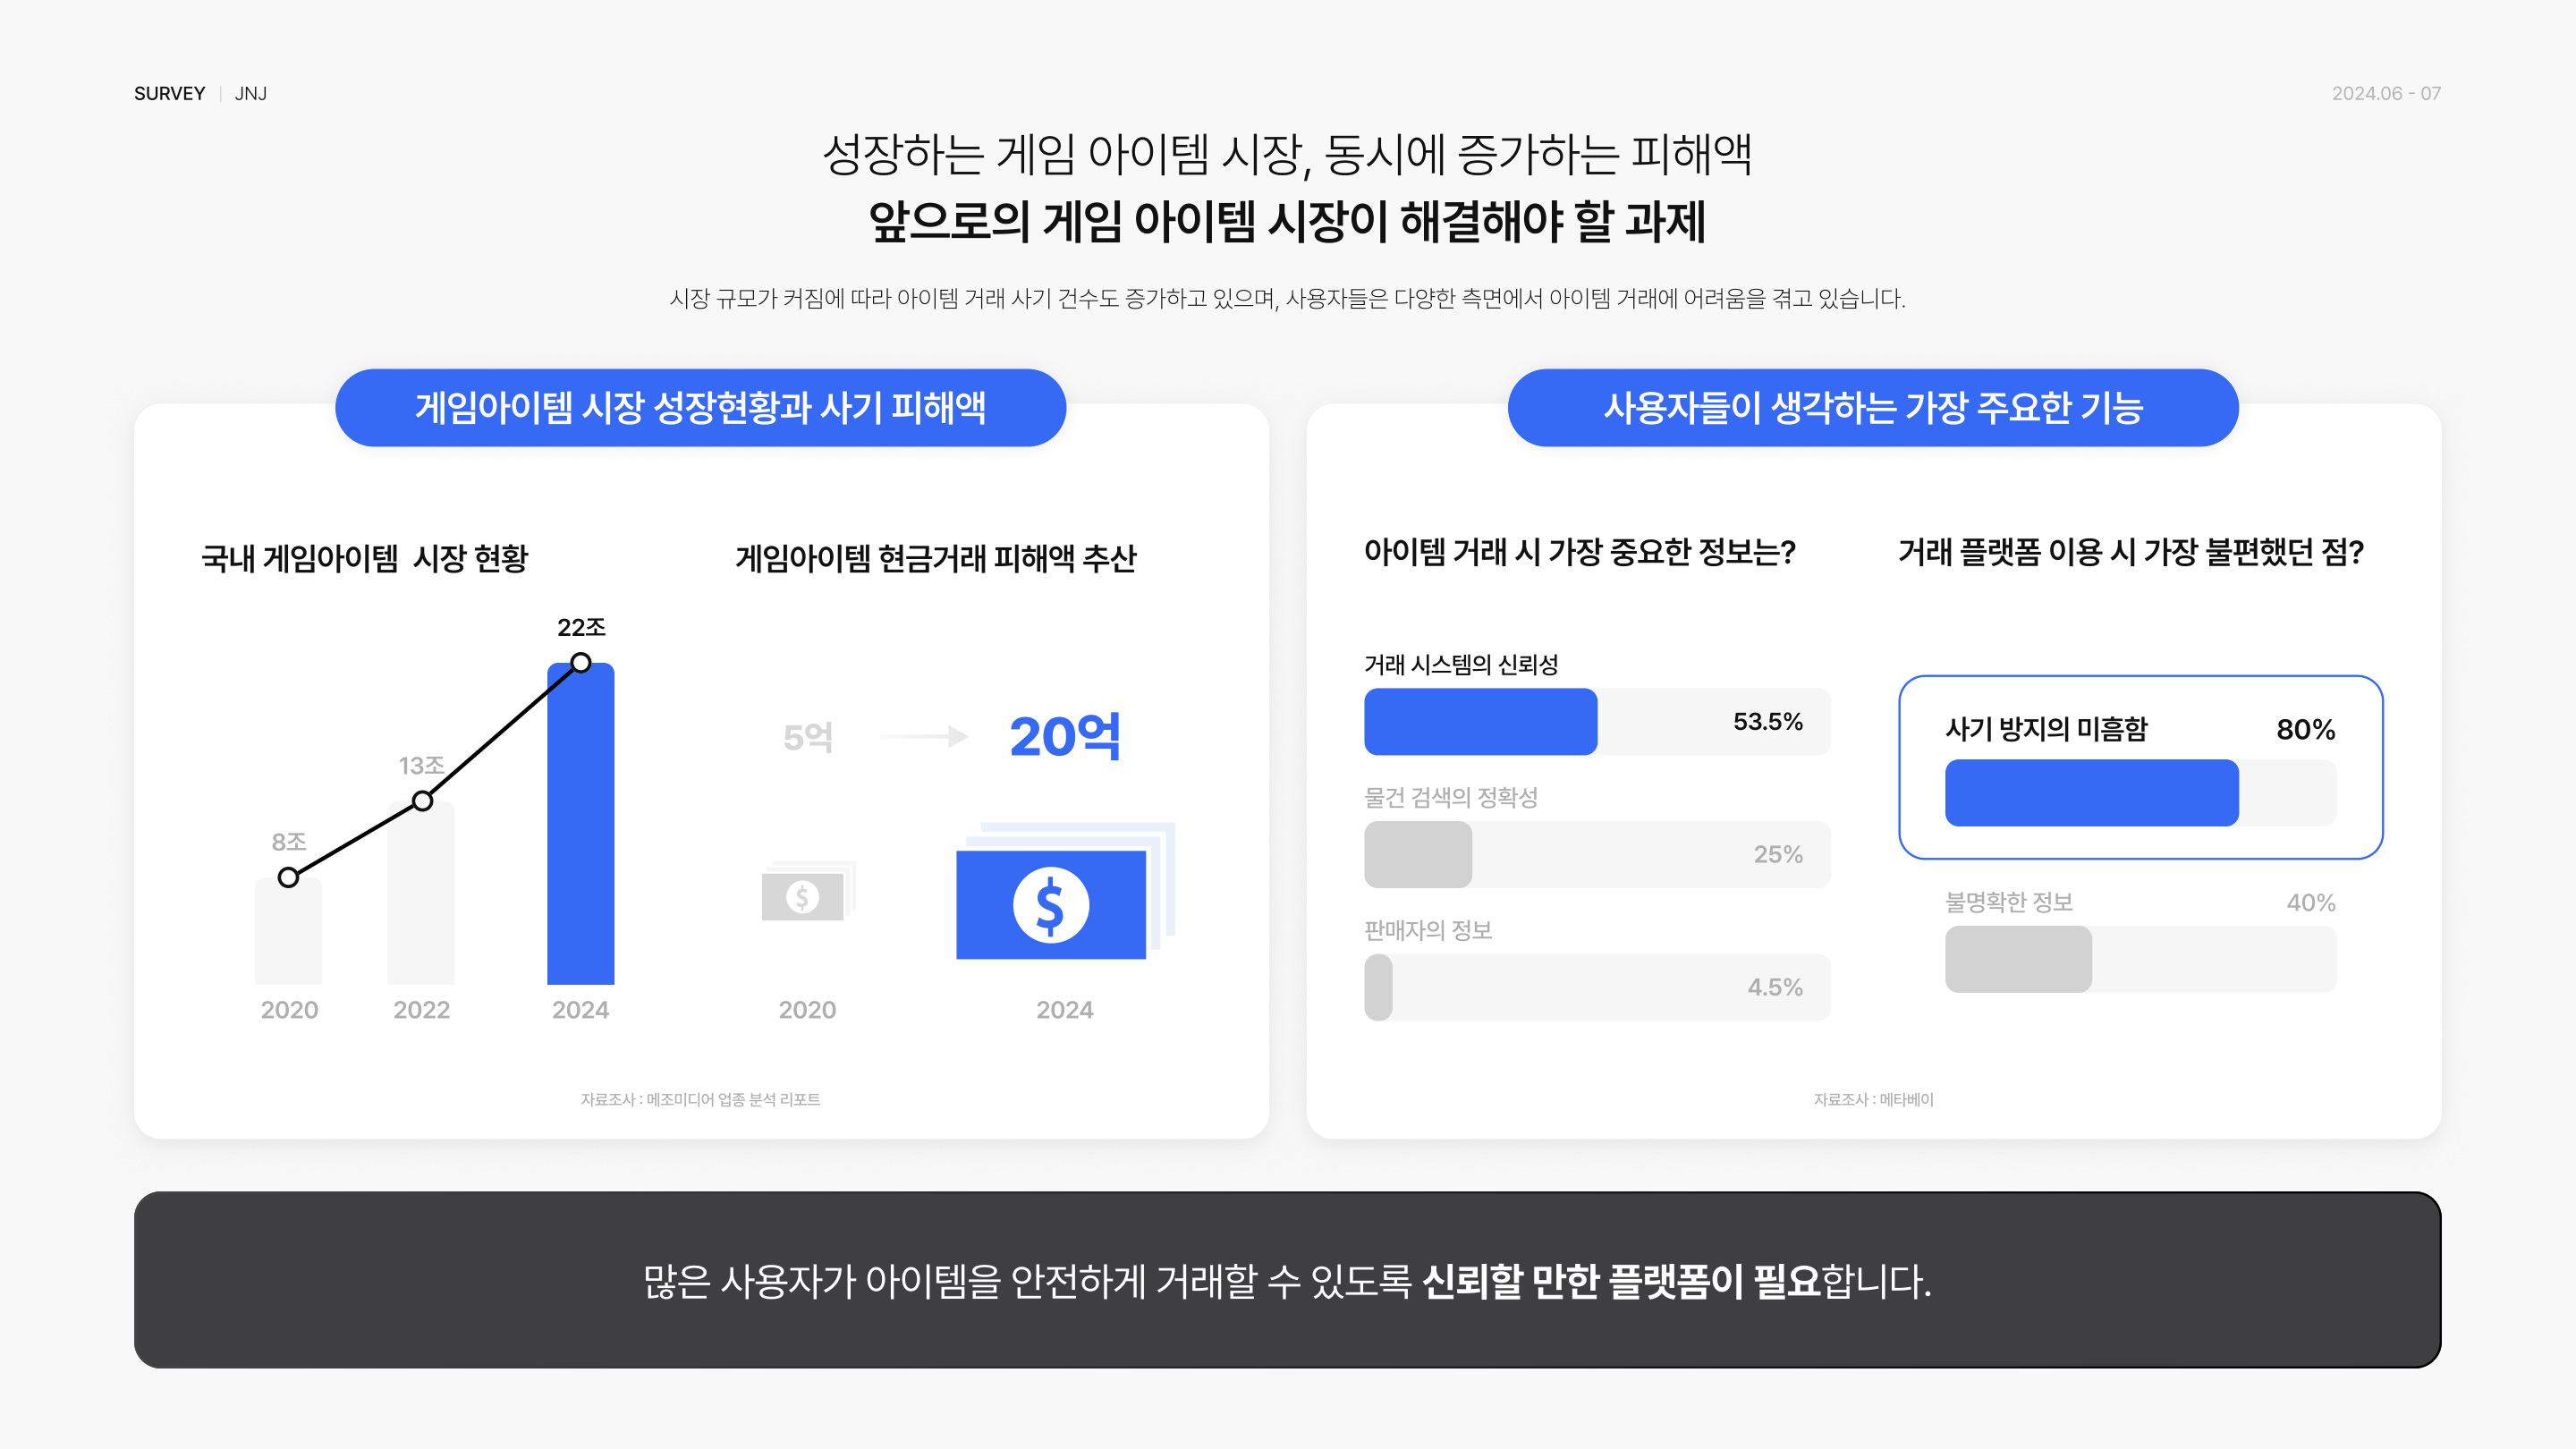 SURVEY | JNJ
2024.06 - 07
성장하는 게임 아이템 시장, 동시에 증가하는 피해액
앞으로의 게임 아이템 시장이 해결해야 할 과제
시장 규모가 커짐에 따라 아이템 거래 사기 건수도 증가하고 있으며, 사용자들은 다양한 측면에서 아이템 거래에 어려움을 겪고 있습니다.
게임아이템 시장 성장현황과 사기 피해액
국내 게임아이템 시장 현황
22조
13조
8조
2020 2022 2024
게임아이템 현금거래 피해액 추산
5억
20억
$
$
2020 2024
자료조사 : 메조미디어 업종 분석 리포트
사용자들이 생각하는 가장 주요한 기능
아이템 거래 시 가장 중요한 정보는?
거래 시스템의 신뢰성
53.5%
물건 검색의 정확성
25%
판매자의 정보
4.5%
거래 플랫폼 이용 시 가장 불편했던 점?
사기 방지의 미흡함 80%
불명확한 정보 40%
자료조사 : 메타베이
많은 사용자가 아이템을 안전하게 거래할 수 있도록 신뢰할 만한 플랫폼이 필요합니다.